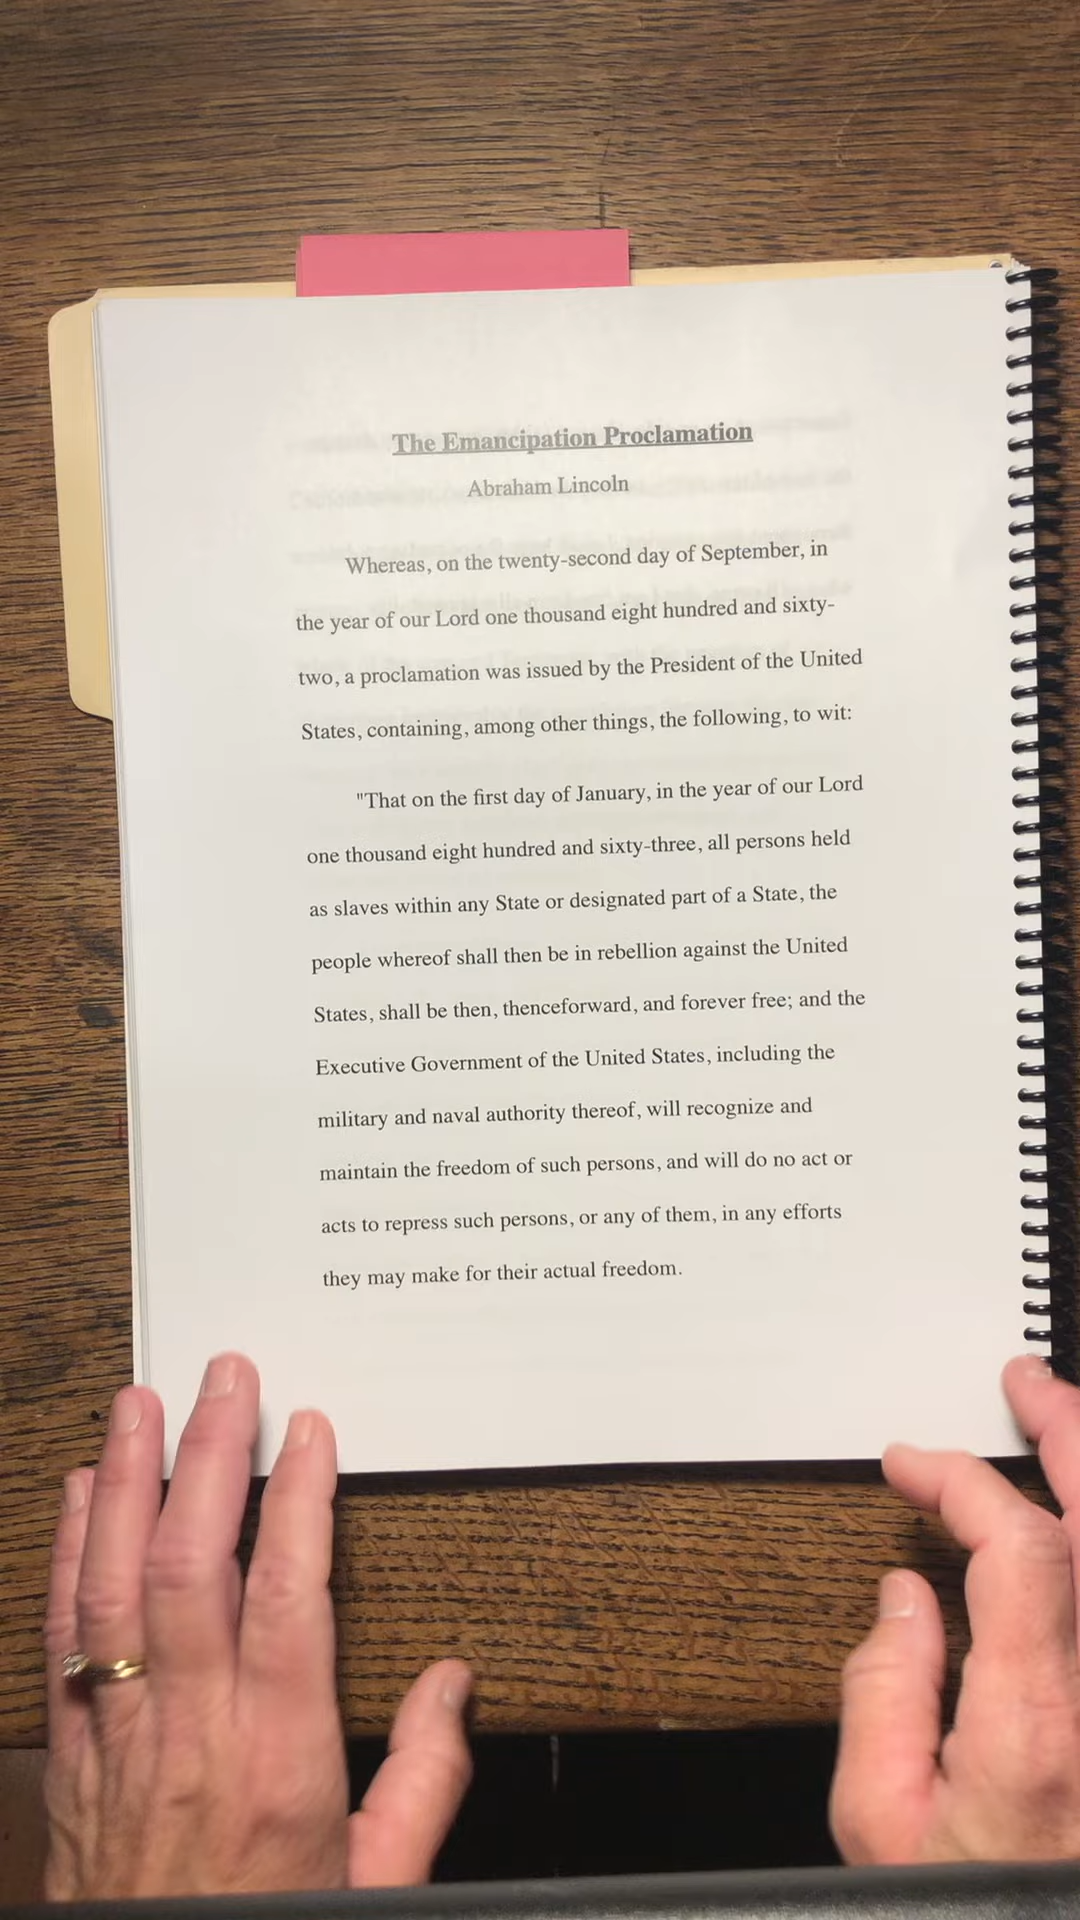 The Emancipation Proclamation
Abraham Lincoln
Whereas, on the twenty-second day of September, in
the year of our Lord one thousand eight hundred and sixty-
two, a proclamation was issued by the President of the United
States, containing, among other things, the following, to wit:
"That on the first day of January, in the year of our Lord
one thousand eight hundred and sixty-three, all persons held
as slaves within any State or designated part of a State, the
people whereof shall then be in rebellion against the United
States, shall be then, thenceforward, and forever free; and the
Executive Government of the United States, including the
military and naval authority thereof, will recognize and
maintain the freedom of such persons, and will do no act or
acts to repress such persons, or any of them, in any efforts
they may make for their actual freedom.